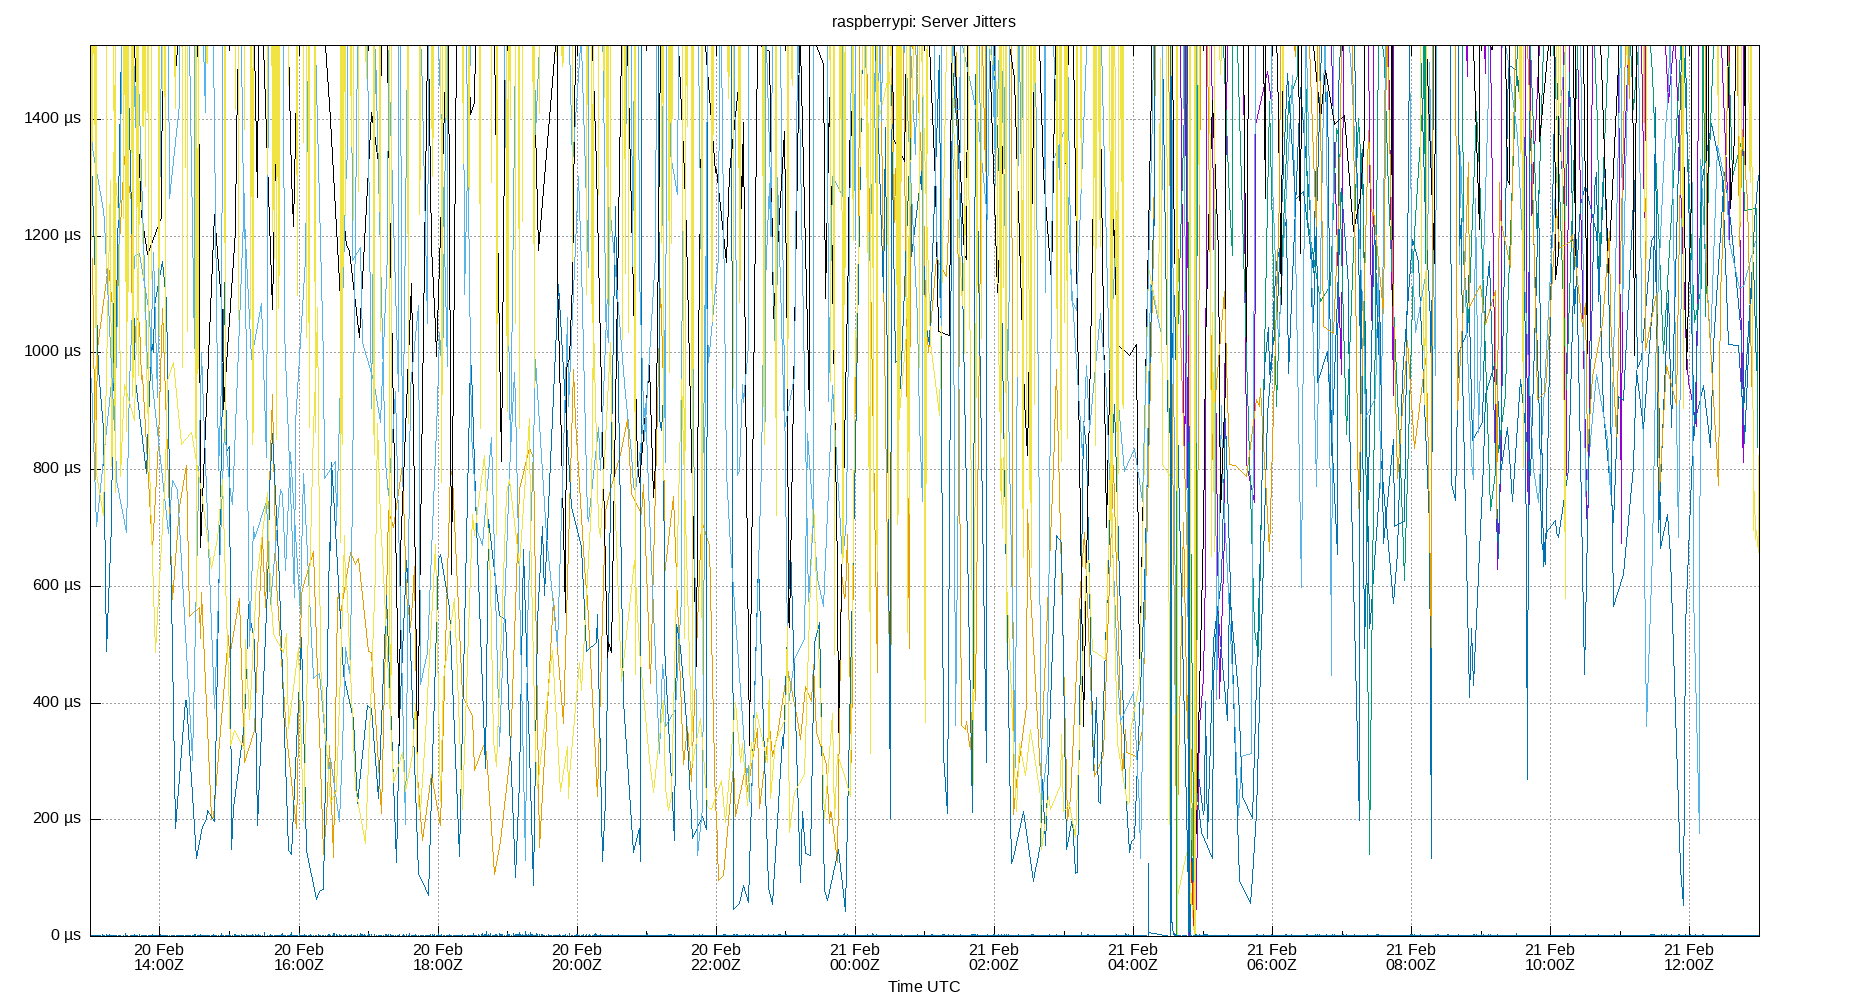 raspberrypi: Server Jitters
1400 µs
1200 µs
1000 µs
800 µs
600 µs
400 µs
200 µs
0 µs
20 Feb 20 Feb 20 Feb 20 Feb 20 Feb 21 Feb 21 Feb 21 Feb 21 Feb 21 Feb 21 Feb 21 Feb
14:00Z 16:00Z 18:00Z 20:00Z 22:00Z 00:00Z 02:00Z 04:00Z 06:00Z 08:00Z 10:00Z 12:00Z
Time UTC